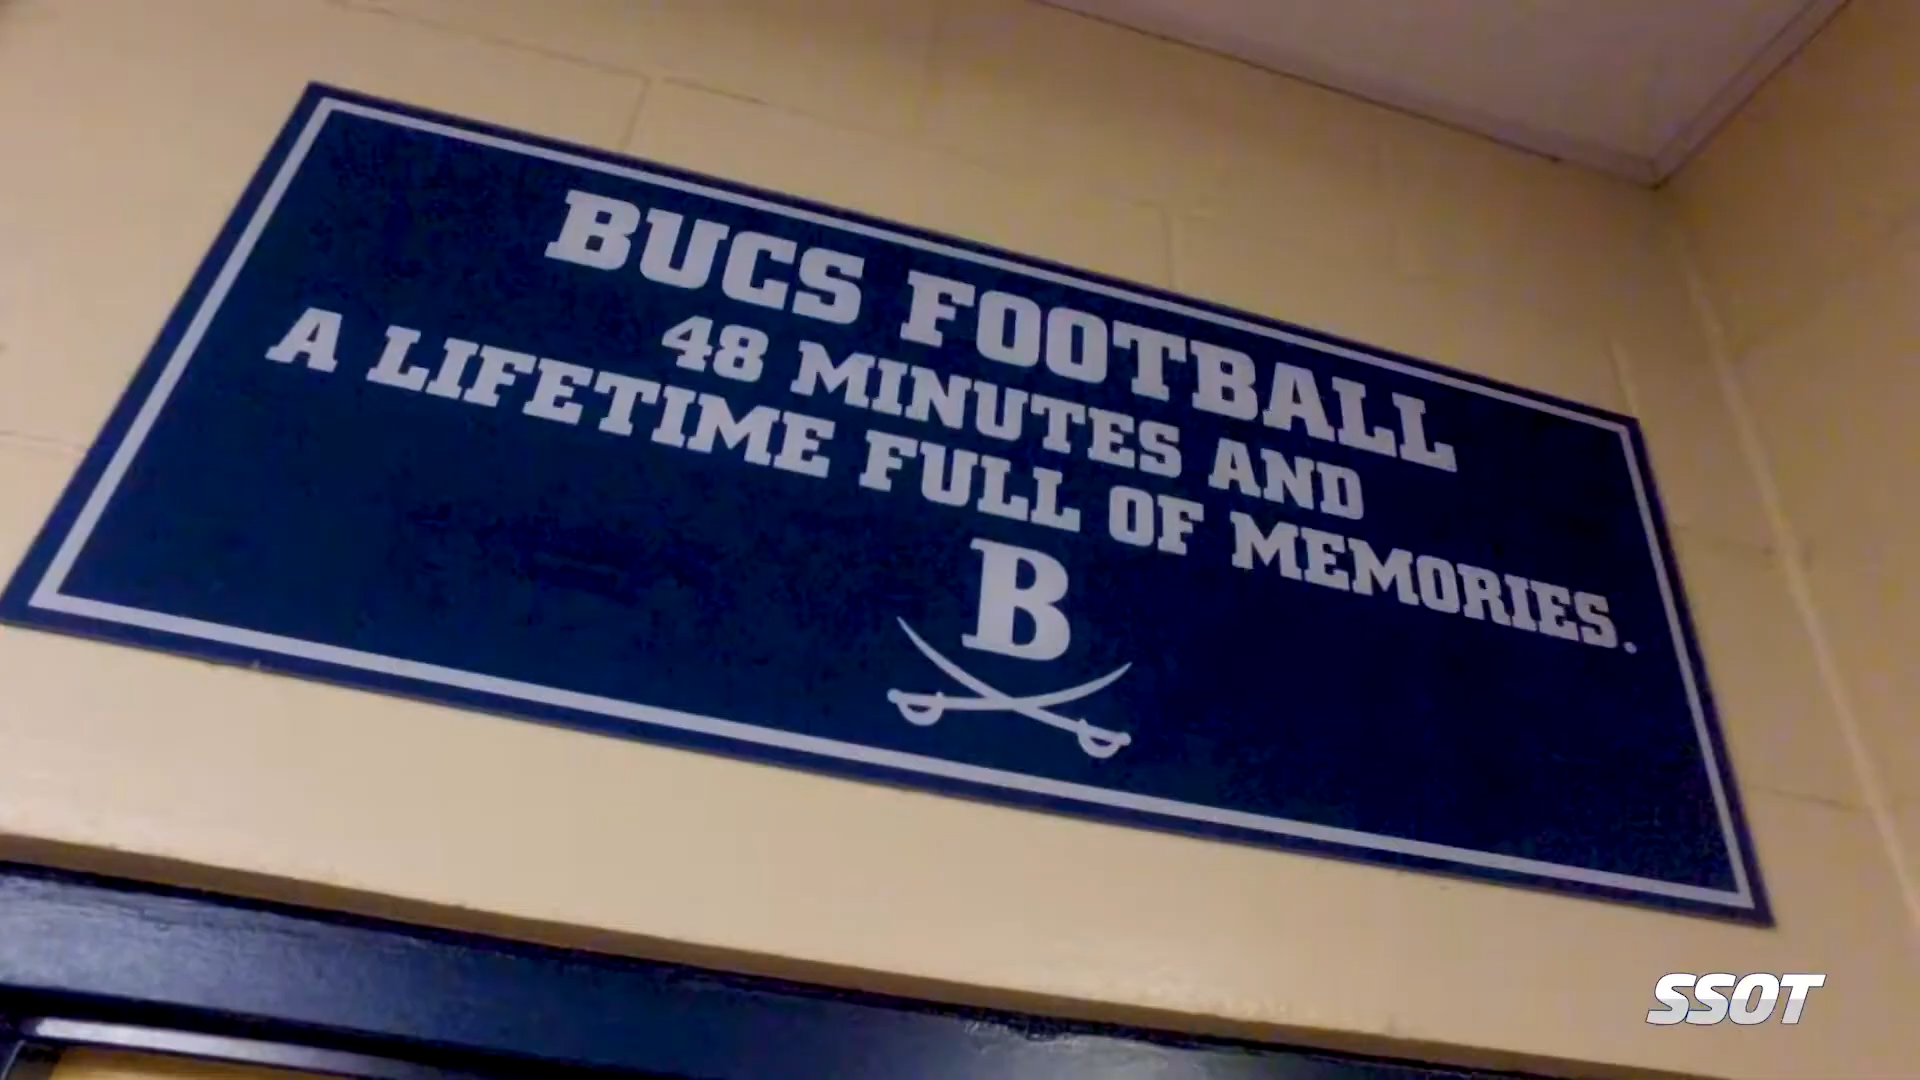 BUCS FOOTBALL
48 MINUTES AND
A LIFETIME FULL OF MEMORIES.
B
SSOT